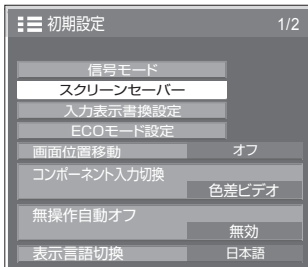 初期設定 1/2
信号モード
スクリーンセーバー
入力表示書換設定
ECOモード設定
画面位置移動 オフ
コンポーネント入力切換
色差ビデオ
無操作自動オフ
無効
表示言語切換 日本語